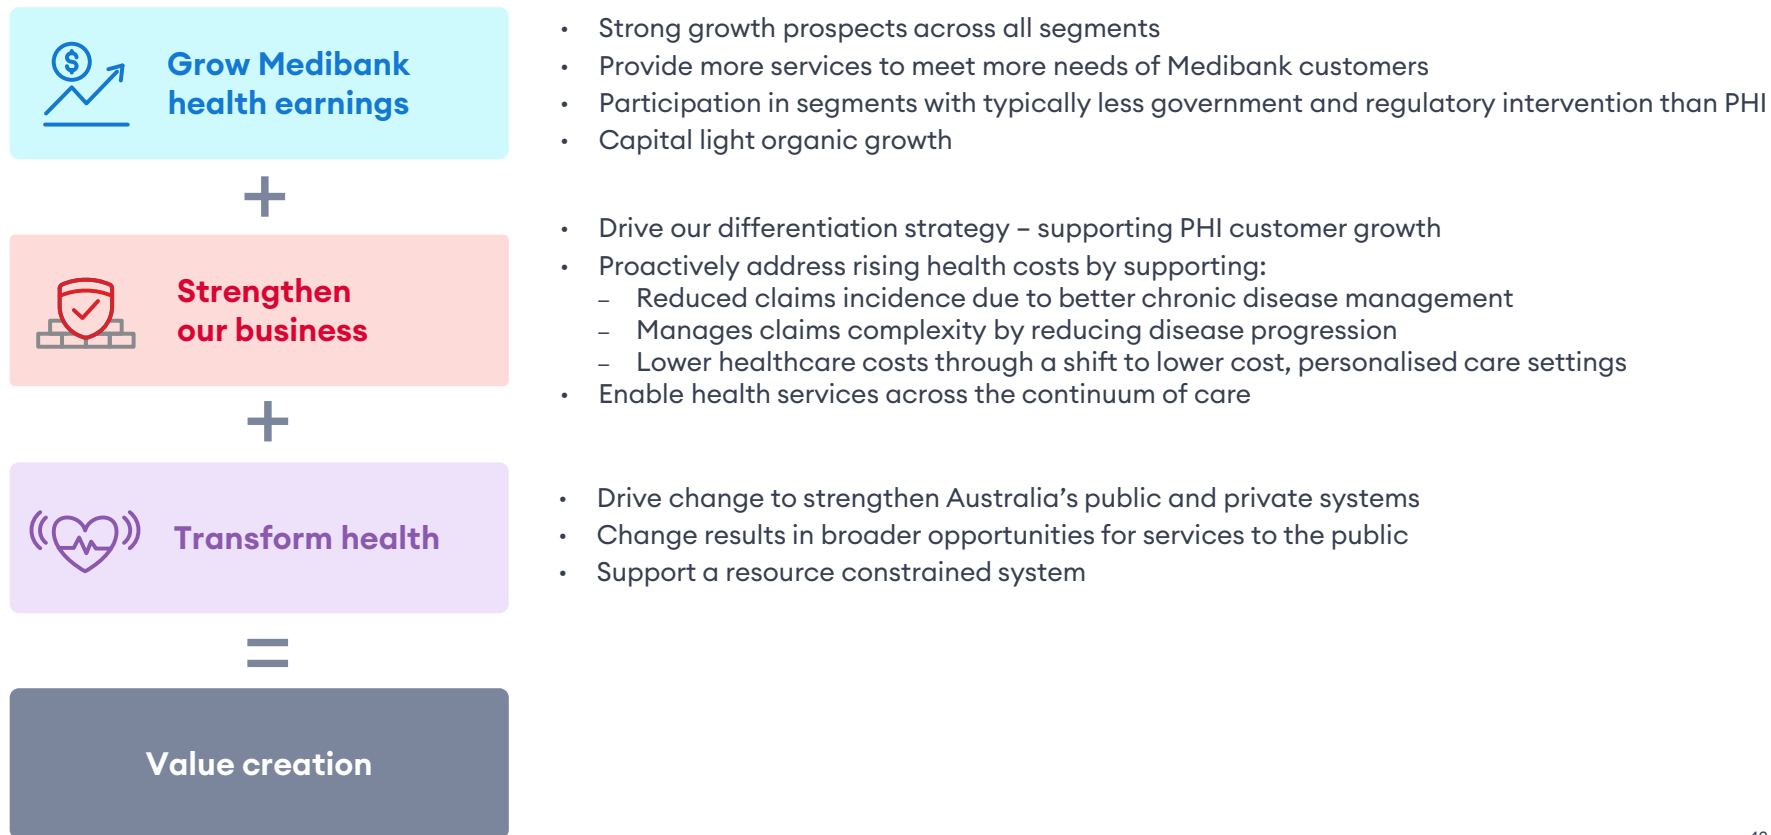 Grow Medibank
health earnings
• Strong growth prospects across all segments
• Provide more services to meet more needs of Medibank customers
• Participation in segments with typically less government and regulatory intervention than PHI
• Capital light organic growth
+
Strengthen
our business
• Drive our differentiation strategy – supporting PHI customer growth
• Proactively address rising health costs by supporting:
– Reduced claims incidence due to better chronic disease management
– Manages claims complexity by reducing disease progression
– Lower healthcare costs through a shift to lower cost, personalised care settings
• Enable health services across the continuum of care
+
Transform health
• Drive change to strengthen Australia’s public and private systems
• Change results in broader opportunities for services to the public
• Support a resource constrained system
=
Value creation